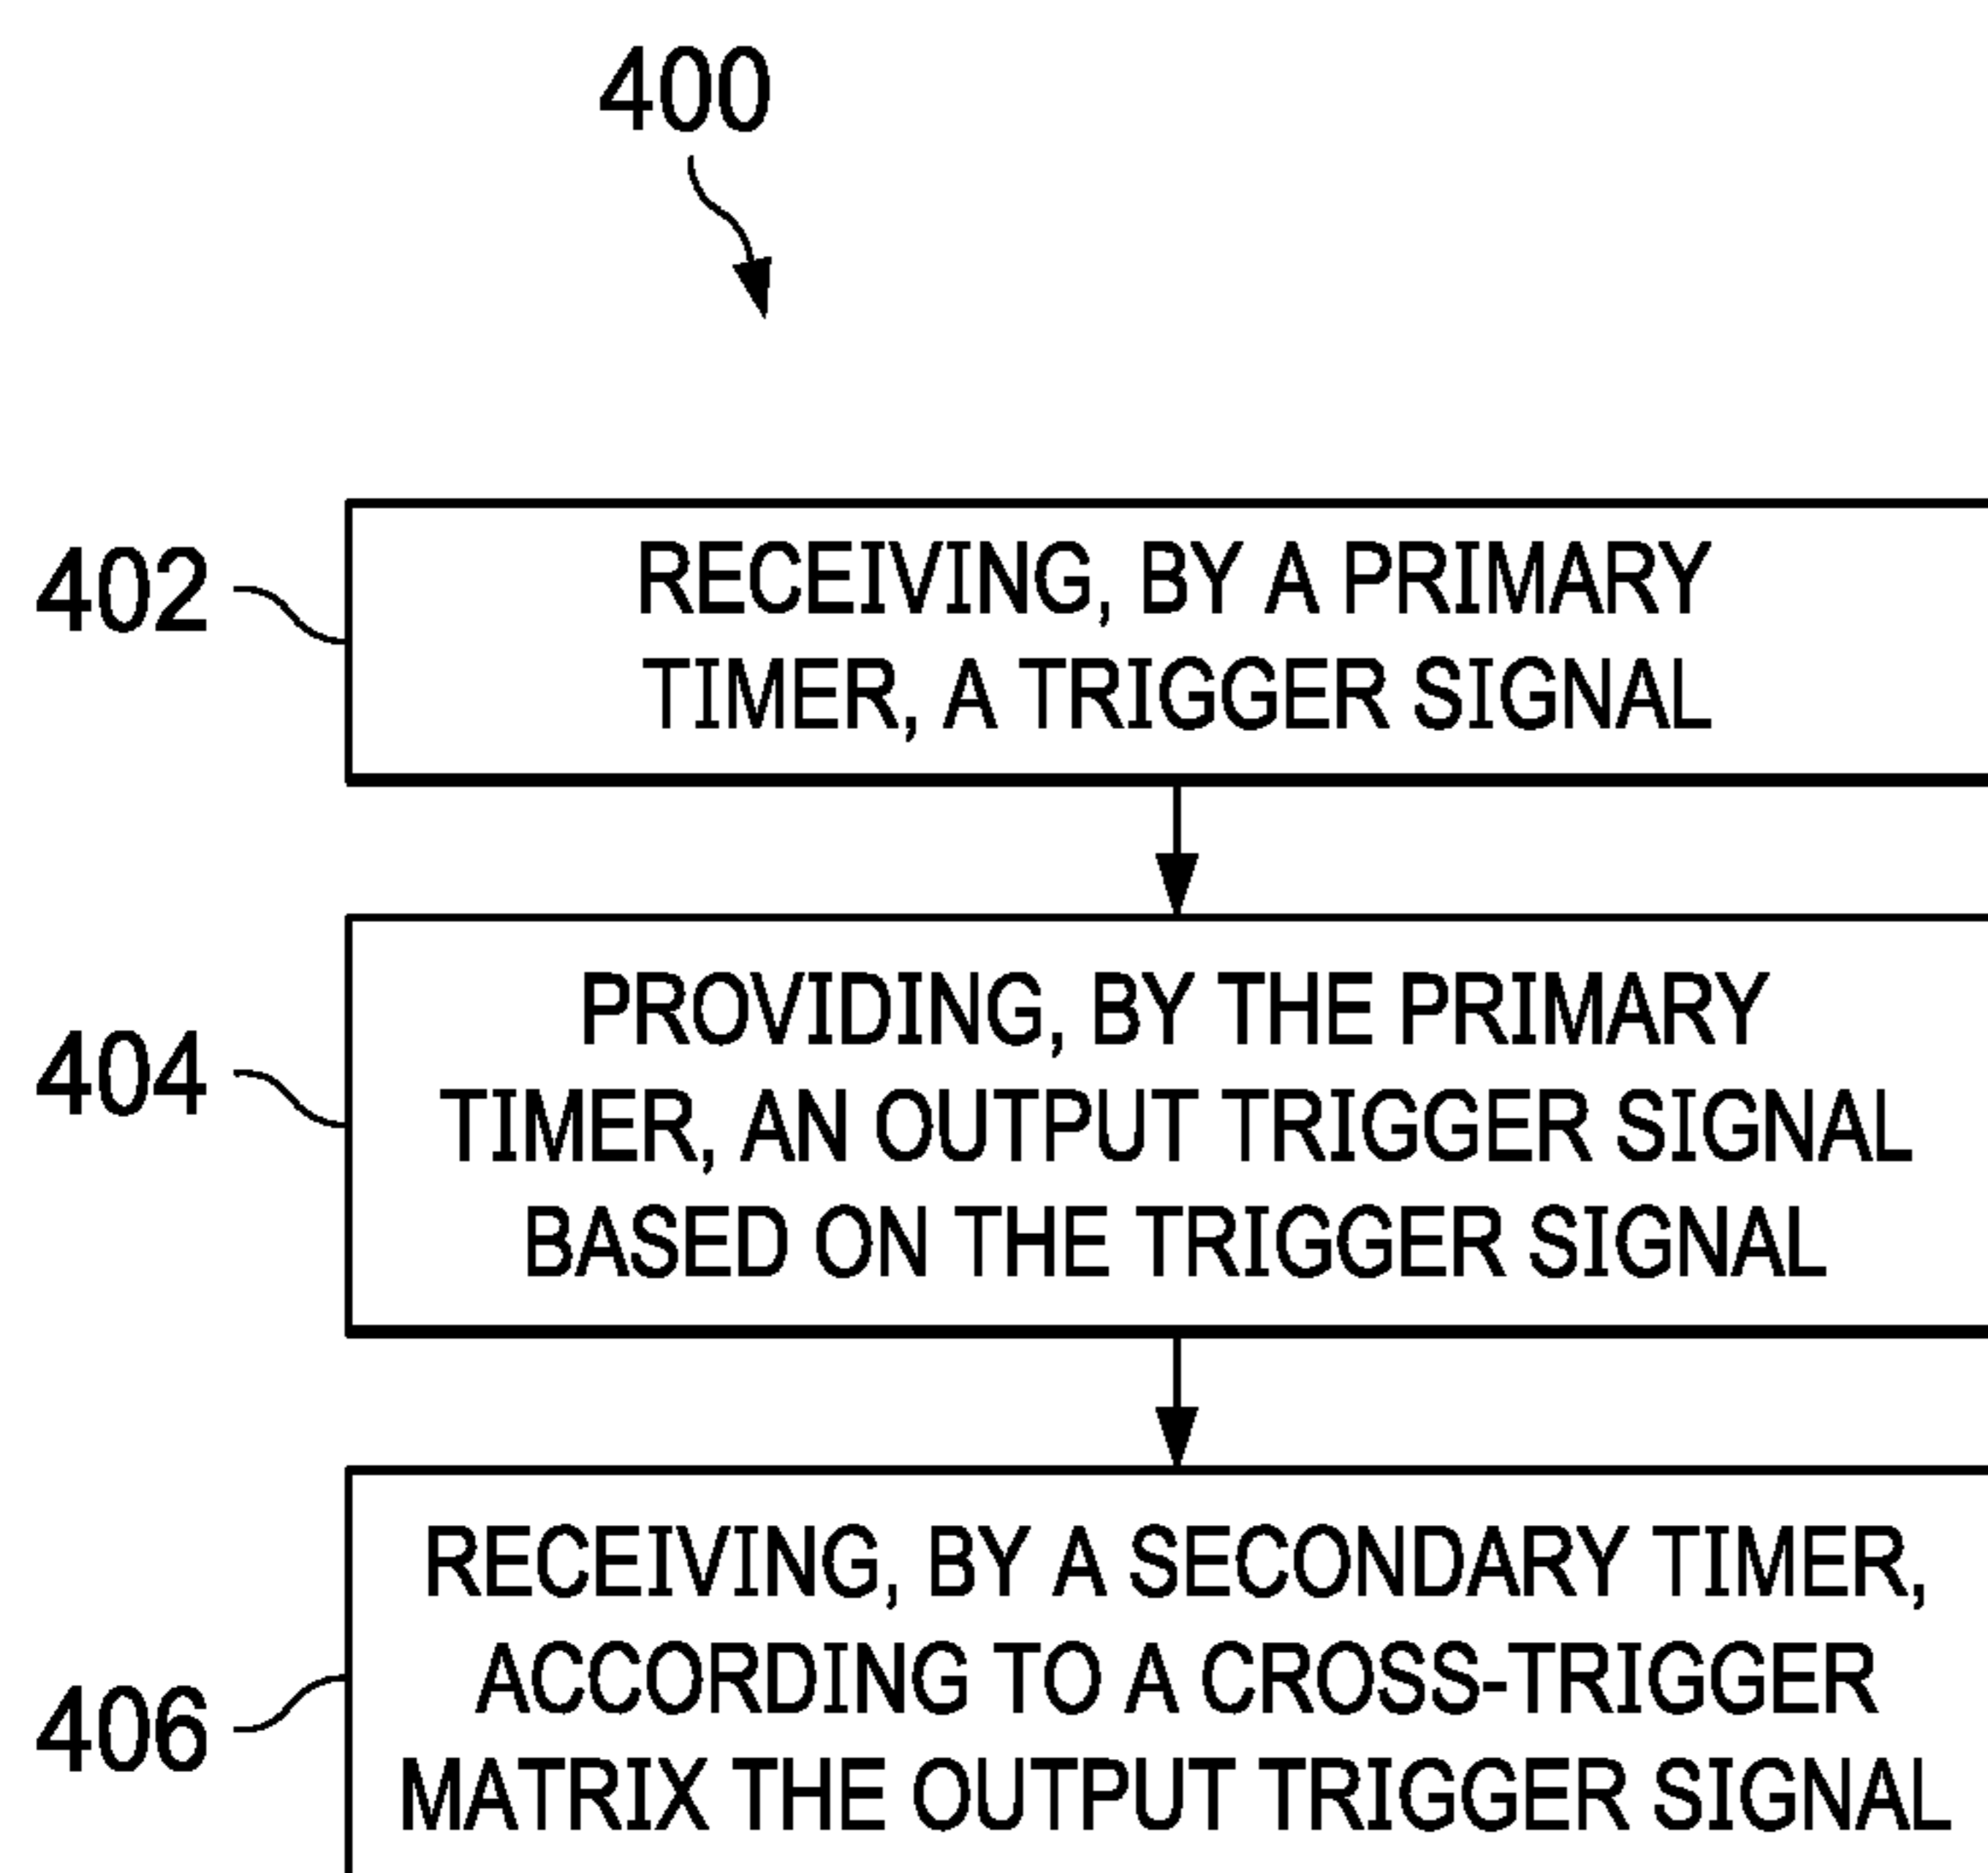 400
402
RECEIVING, BY A PRIMARY
TIMER, A TRIGGER SIGNAL
404
PROVIDING, BY THE PRIMARY
TIMER, AN OUTPUT TRIGGER SIGNAL
BASED ON THE TRIGGER SIGNAL
406
RECEIVING, BY A SECONDARY TIMER,
ACCORDING TO A CROSS-TRIGGER
MATRIX THE OUTPUT TRIGGER SIGNAL